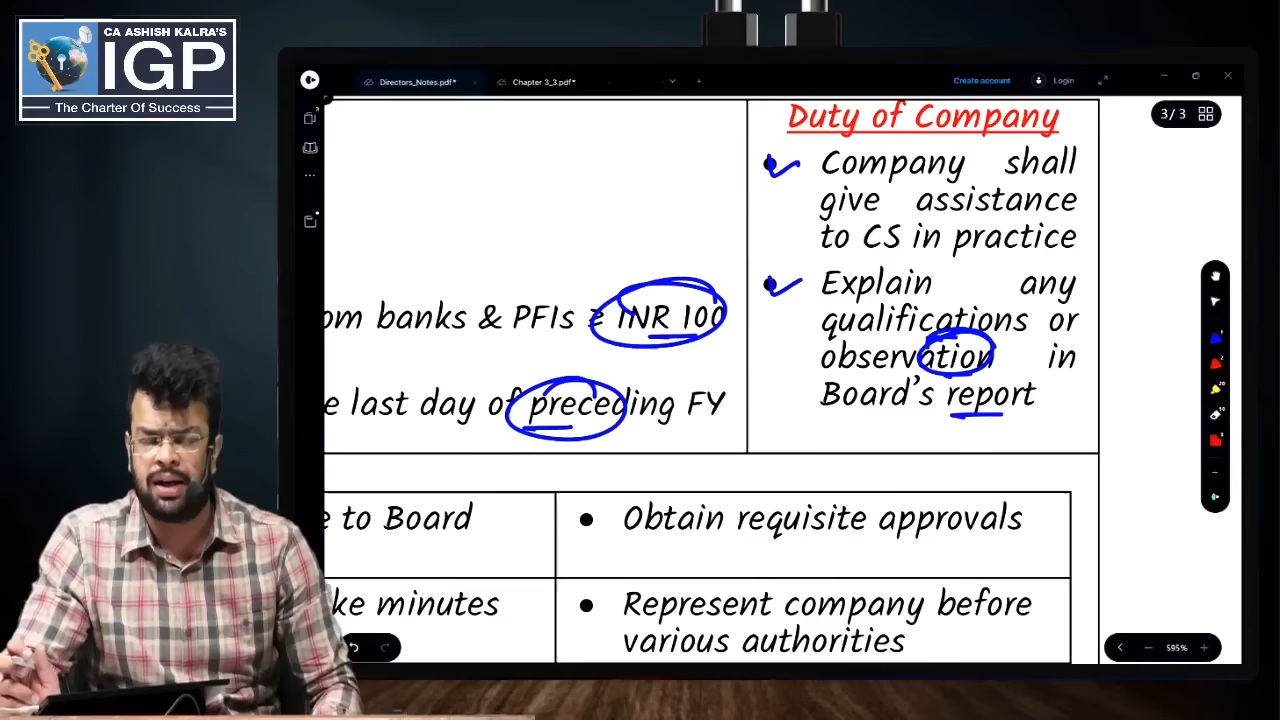 CA ASHISH KALRA'S
IGP
The Charter Of Success
Directors_Notes.pdf*
Chapter 3_3.pdf*
Create account
Login
3/3
Duty of Company
Company shall
give assistance
to CS in practice
Explain any
qualifications or
observation in
Board's report
om banks & PFIs ≥ INR 100
e last day of preceding FY
e to Board
Obtain requisite approvals
ke minutes
Represent company before
various authorities
595%